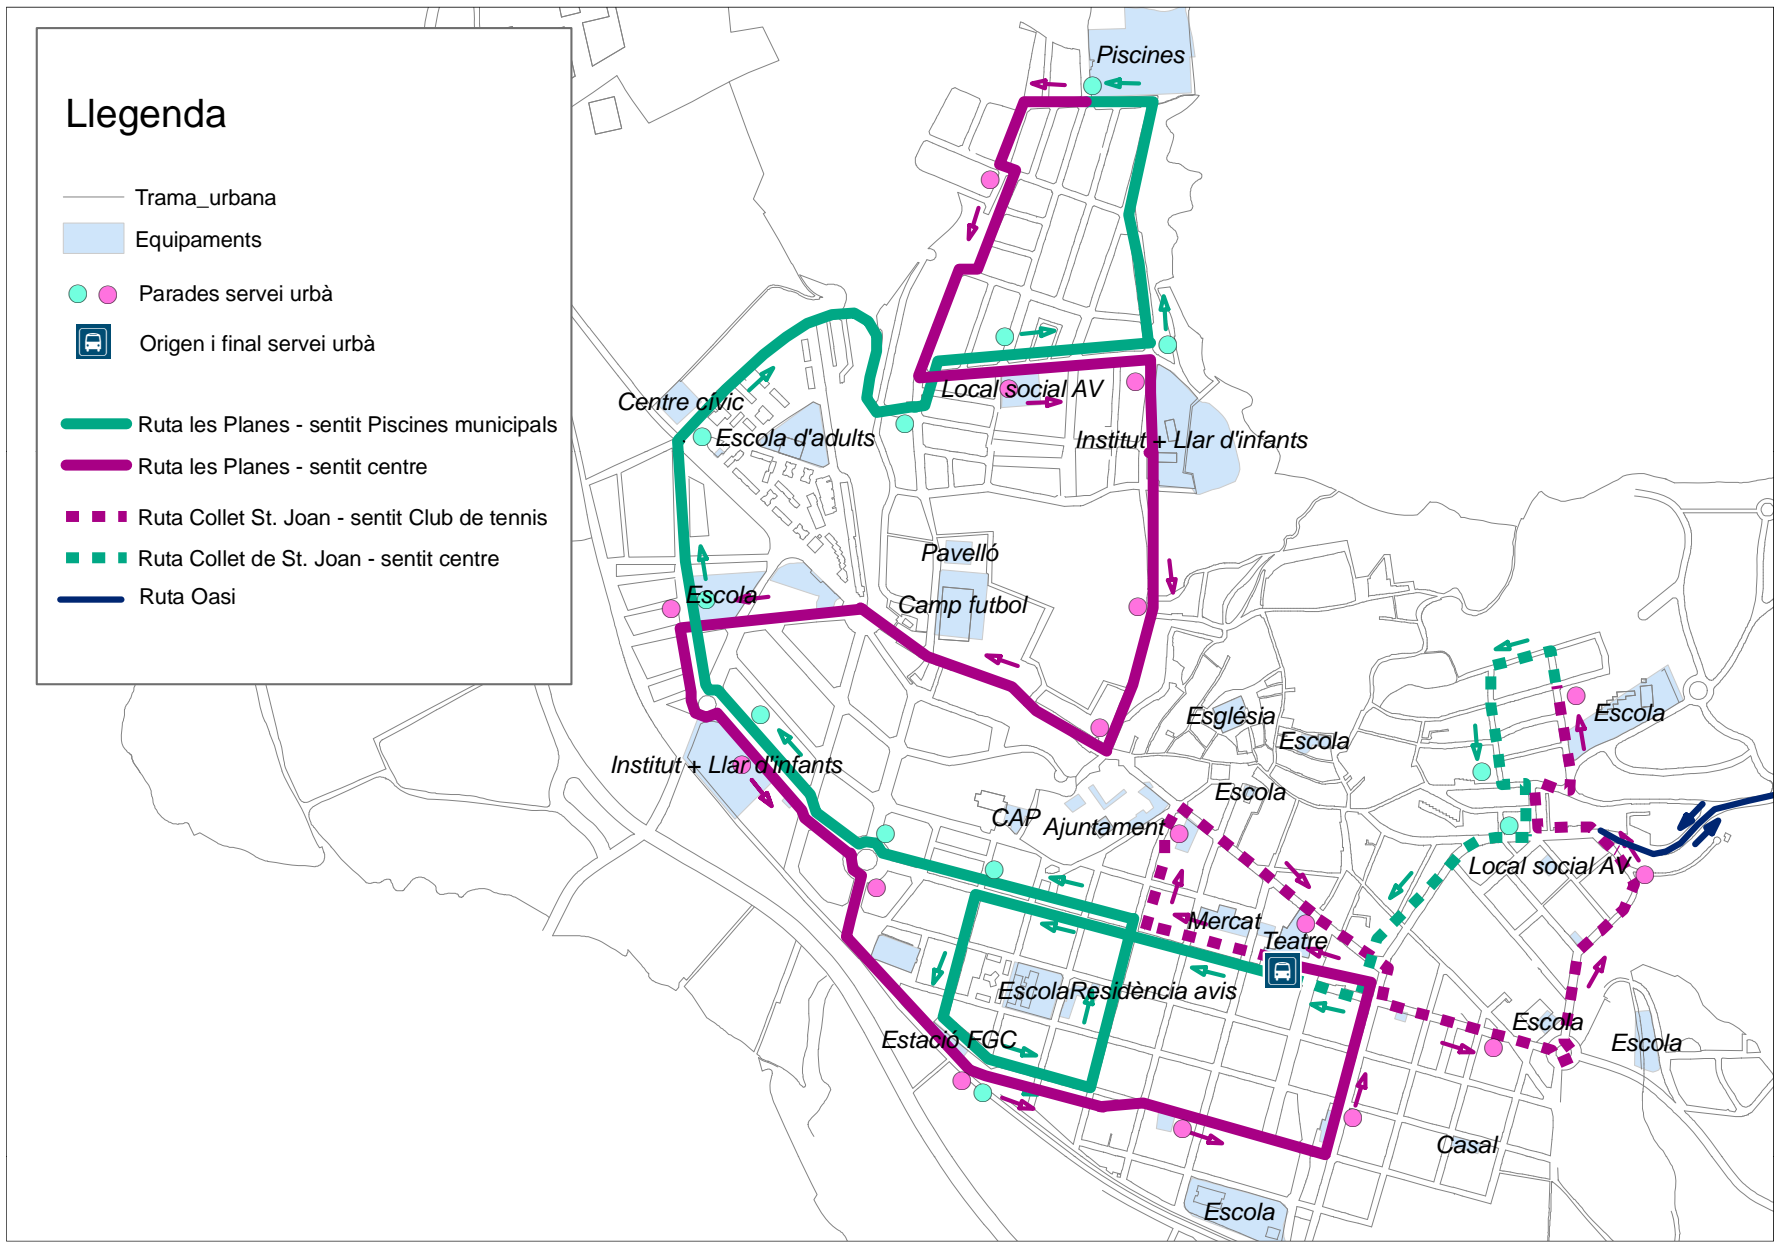 Llegenda
Trama_urbana
Equipaments
Parades servei urbà
Origen i final servei urbà
Ruta les Planes - sentit Piscines municipals
Ruta les Planes - sentit centre
Ruta Collet St. Joan - sentit Club de tennis
Ruta Collet de St. Joan - sentit centre
Ruta Oasi
Piscines
Centre cívic
Local social AV
Escola d'adults
Institut + Llar d'infants
Pavelló
Escola
Camp futbol
Església
Escola
Escola
Institut + Llar d'infants
Escola
CAP
Ajuntament
Local social AV
Mercat
Teatre
Escola
Residència avis
Escola
Estació FGC
Escola
Casal
Escola